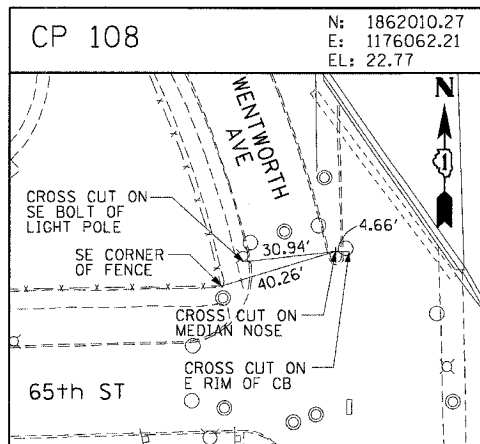 CP 108
N: 1862010.27
E: 1176062.21
EL: 22.77
N
1
WENTWORTH
AVE
CROSS CUT ON
SE BOLT OF
LIGHT POLE
4.66'
30.94'
SE CORNER
OF FENCE
40.26'
CROSS CUT ON
MEDIAN NOSE
CROSS CUT ON
E RIM OF CB
65th ST